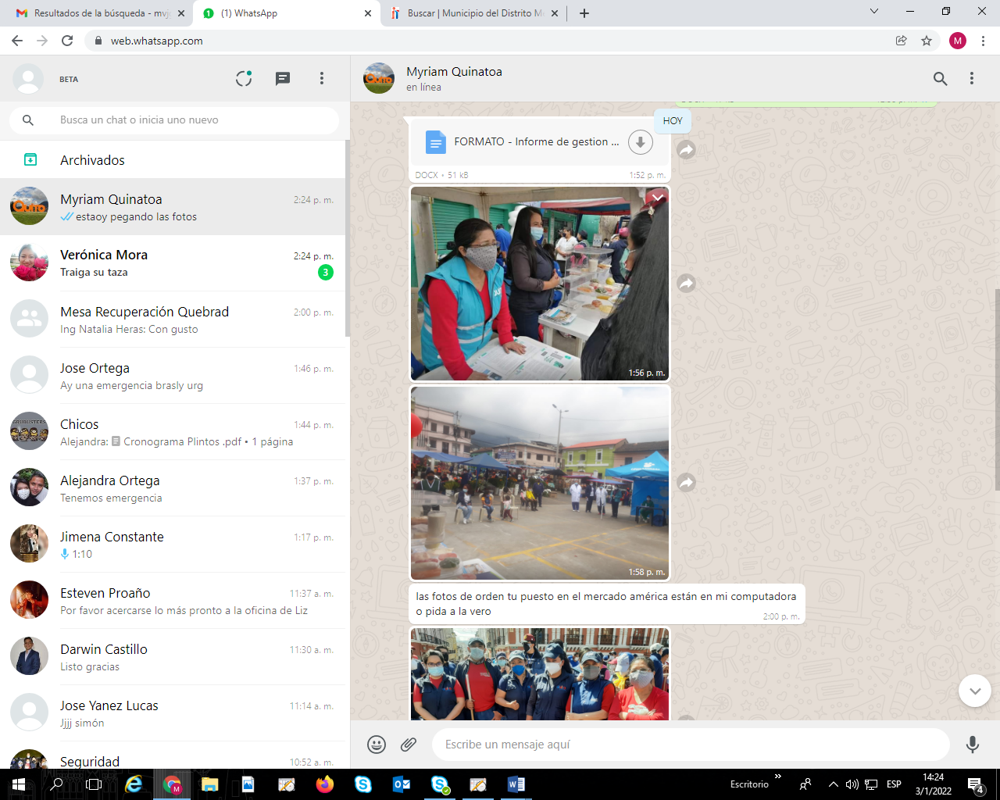 Resultados de la búsqueda - mvj
(1) WhatsApp
Buscar | Municipio del Distrito M
web.whatsapp.com
M
BETA
Busca un chat o inicia uno nuevo
Archivados
Myriam Quinatoa
2:24 p. m.
estaoy pegando las fotos
Verónica Mora
2:24 p. m.
Traiga su taza
3
Mesa Recuperación Quebrad
2:00 p. m.
Ing Natalia Heras: Con gusto
Jose Ortega
1:46 p. m.
Ay una emergencia brasly urg
Chicos
1:44 p. m.
Alejandra: Cronograma Plintos .pdf • 1 página
Alejandra Ortega
1:37 p. m.
Tenemos emergencia
Jimena Constante
1:17 p. m.
1:10
Esteven Proaño
11:37 a. m.
Por favor acercarse lo más pronto a la oficina de Liz
Darwin Castillo
11:30 a. m.
Listo gracias
Jose Yanez Lucas
11:14 a. m.
Jjjj simón
Seguridad
10:52 a. m.
Myriam Quinatoa
en línea
HOY
FORMATO - Informe de gestion ...
DOCX • 51 kB
1:52 p. m.
1:56 p. m.
1:58 p. m.
las fotos de orden tu puesto en el mercado américa están en mi computadora
o pida a la vero
2:00 p. m.
Escribe un mensaje aquí
Escritorio
ESP
14:24
3/1/2022
4